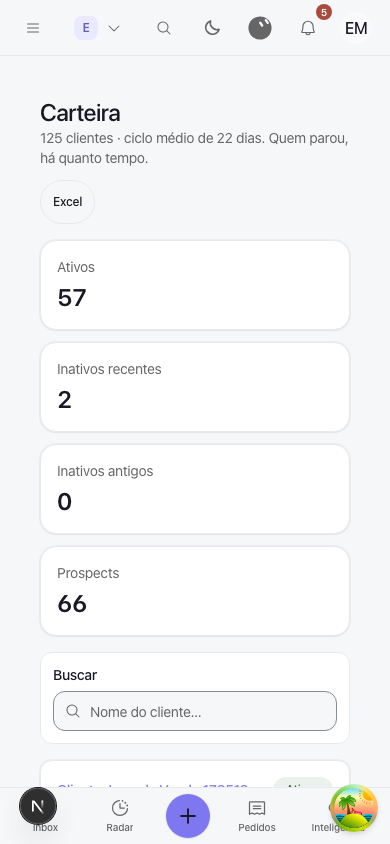 E
5
EM
Carteira
125 clientes · ciclo médio de 22 dias. Quem parou,
há quanto tempo.
Excel
Ativos
57
Inativos recentes
2
Inativos antigos
0
Prospects
66
Buscar
Nome do cliente...
N
Inbox
Radar
Pedidos